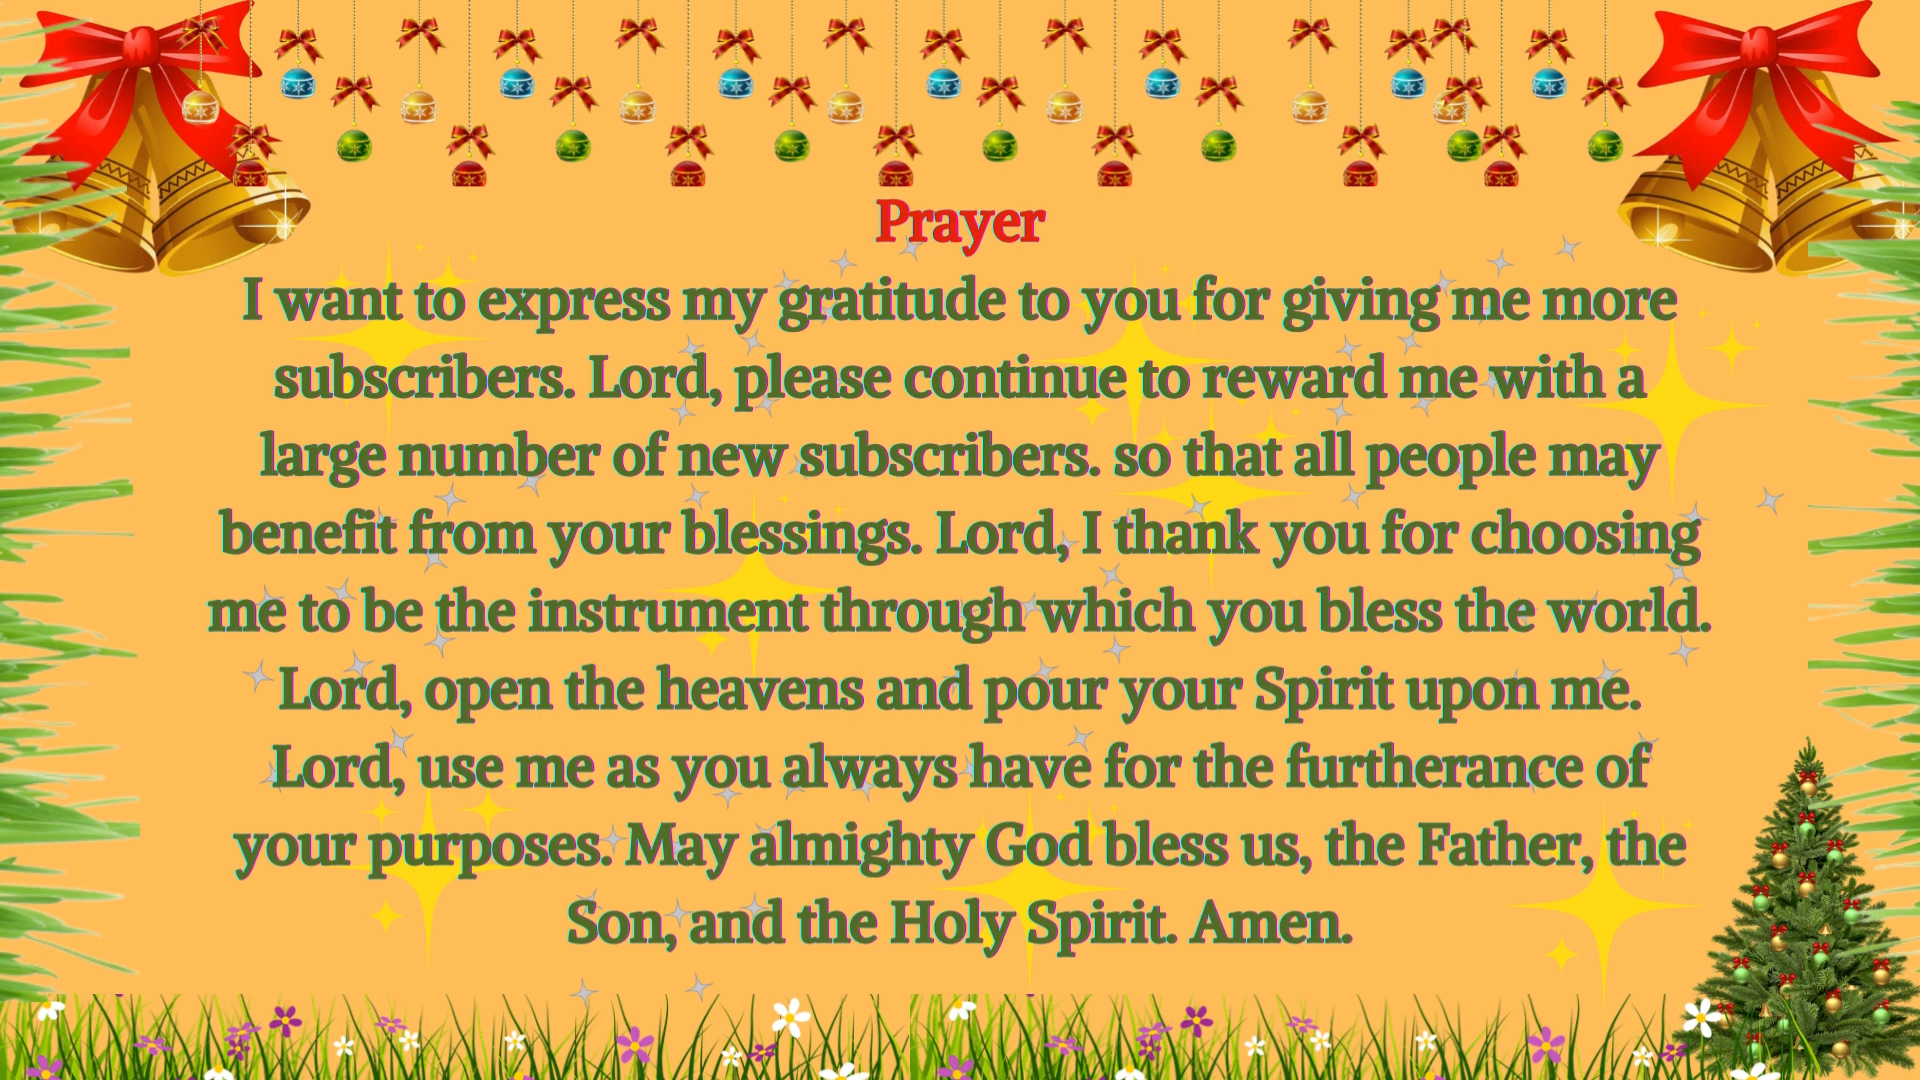 Prayer
I want to express my gratitude to you for giving me more
subscribers. Lord, please continue to reward me with a
large number of new subscribers. so that all people may
benefit from your blessings. Lord, I thank you for choosing
me to be the instrument through which you bless the world.
Lord, open the heavens and pour your Spirit upon me.
Lord, use me as you always have for the furtherance of
your purposes. May almighty God bless us, the Father, the
Son, and the Holy Spirit. Amen.